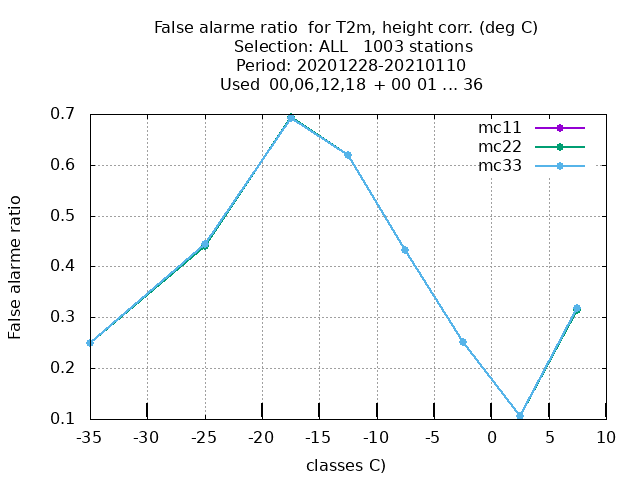 False alarme ratio  for T2m, height corr. (deg C)
Selection: ALL   1003 stations
Period: 20201228-20210110
Used  00,06,12,18  + 00 01 ... 36
mc11
mc22
mc33
False alarme ratio
0.7
0.6
0.5
0.4
0.3
0.2
0.1
-35 -30 -25 -20 -15 -10 -5 0 5 10
classes C)